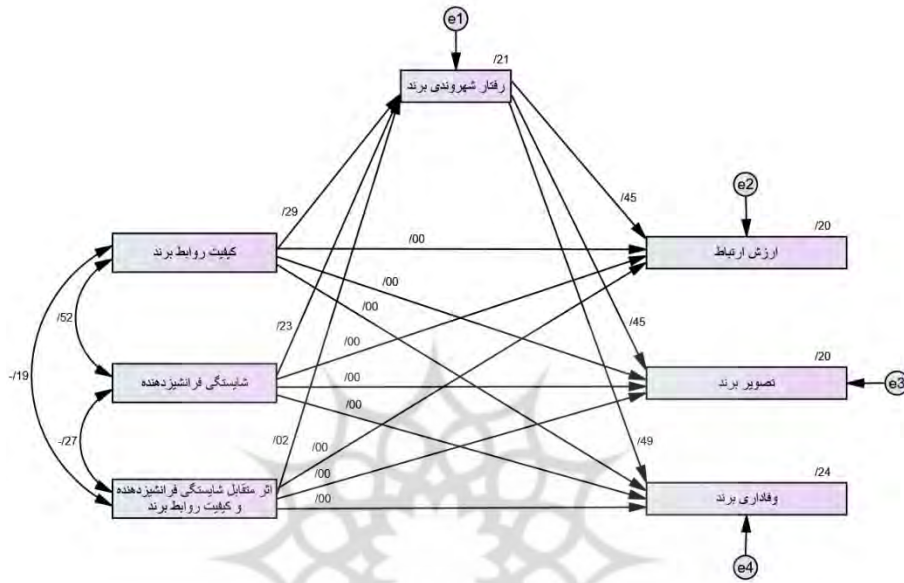 e1
/21
رفتار شهروندی برند
/45
e2
/29
/20
کیفیت روابط برند
/00
ارزش ارتباط
/00
/52
/00
/23
/45
-/19
/00
/20
شایستگی فرانشیزدهنده
/00
تصویر برند
e3
/00
-/27
/02
/00
/49
/00
/24
اثر متقابل شایستگی فرانشیزدهنده
و کیفیت روابط برند
/00
وفاداری برند
e4